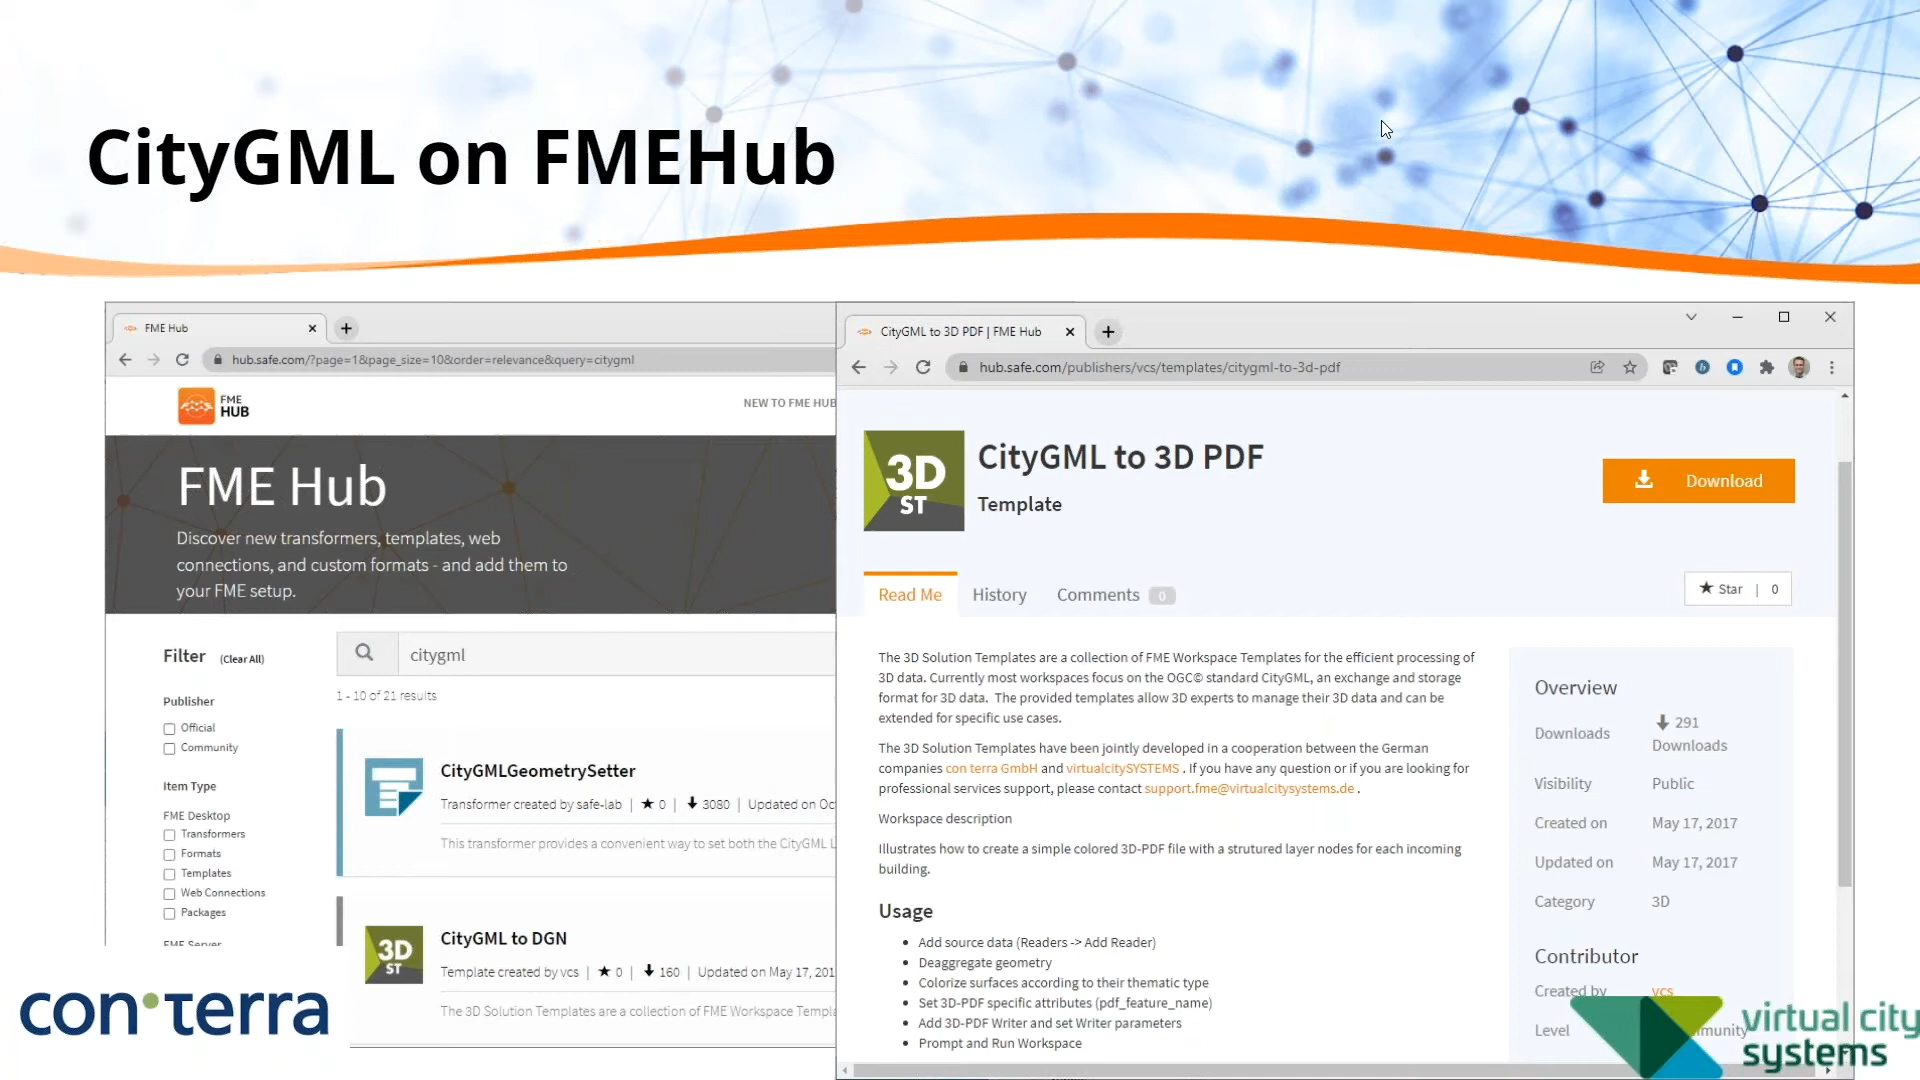 CityGML on FMEHub
FME Hub
hub.safe.com/?page=1&page_size=10&order=relevance&query=citygml
FME
HUB
NEW TO FME HUB
FME Hub
Discover new transformers, templates, web
connections, and custom formats - and add them to
your FME setup.
Filter (Clear All)
citygml
1 - 10 of 21 results
Publisher
Official
Community
Item Type
FME Desktop
Transformers
Formats
Templates
Web Connections
Packages
FME Server
CityGMLGeometrySetter
Transformer created by safe-lab | ★ 0 | 3080 | Updated on Oc
This transformer provides a convenient way to set both the CityGML L
3D
ST
CityGML to DGN
Template created by vcs | ★ 0 | 160 | Updated on May 17, 201
The 3D Solution Templates are a collection of FME Workspace Templa
CityGML to 3D PDF | FME Hub
hub.safe.com/publishers/vcs/templates/citygml-to-3d-pdf
3D
ST
CityGML to 3D PDF
Template
Download
Read Me
History
Comments 0
★ Star | 0
The 3D Solution Templates are a collection of FME Workspace Templates for the efficient processing of
3D data. Currently most workspaces focus on the OGC© standard CityGML, an exchange and storage
format for 3D data. The provided templates allow 3D experts to manage their 3D data and can be
extended for specific use cases.
The 3D Solution Templates have been jointly developed in a cooperation between the German
companies con terra GmbH and virtualcitySYSTEMS . If you have any question or if you are looking for
professional services support, please contact support.fme@virtualcitysystems.de .
Workspace description
Illustrates how to create a simple colored 3D-PDF file with a strutured layer nodes for each incoming
building.
Usage
• Add source data (Readers -> Add Reader)
• Deaggregate geometry
• Colorize surfaces according to their thematic type
• Set 3D-PDF specific attributes (pdf_feature_name)
• Add 3D-PDF Writer and set Writer parameters
• Prompt and Run Workspace
Overview
Downloads 291
Downloads
Visibility Public
Created on May 17, 2017
Updated on May 17, 2017
Category 3D
Contributor
Created by vcs
Level mmunity
con terra
virtual city
systems